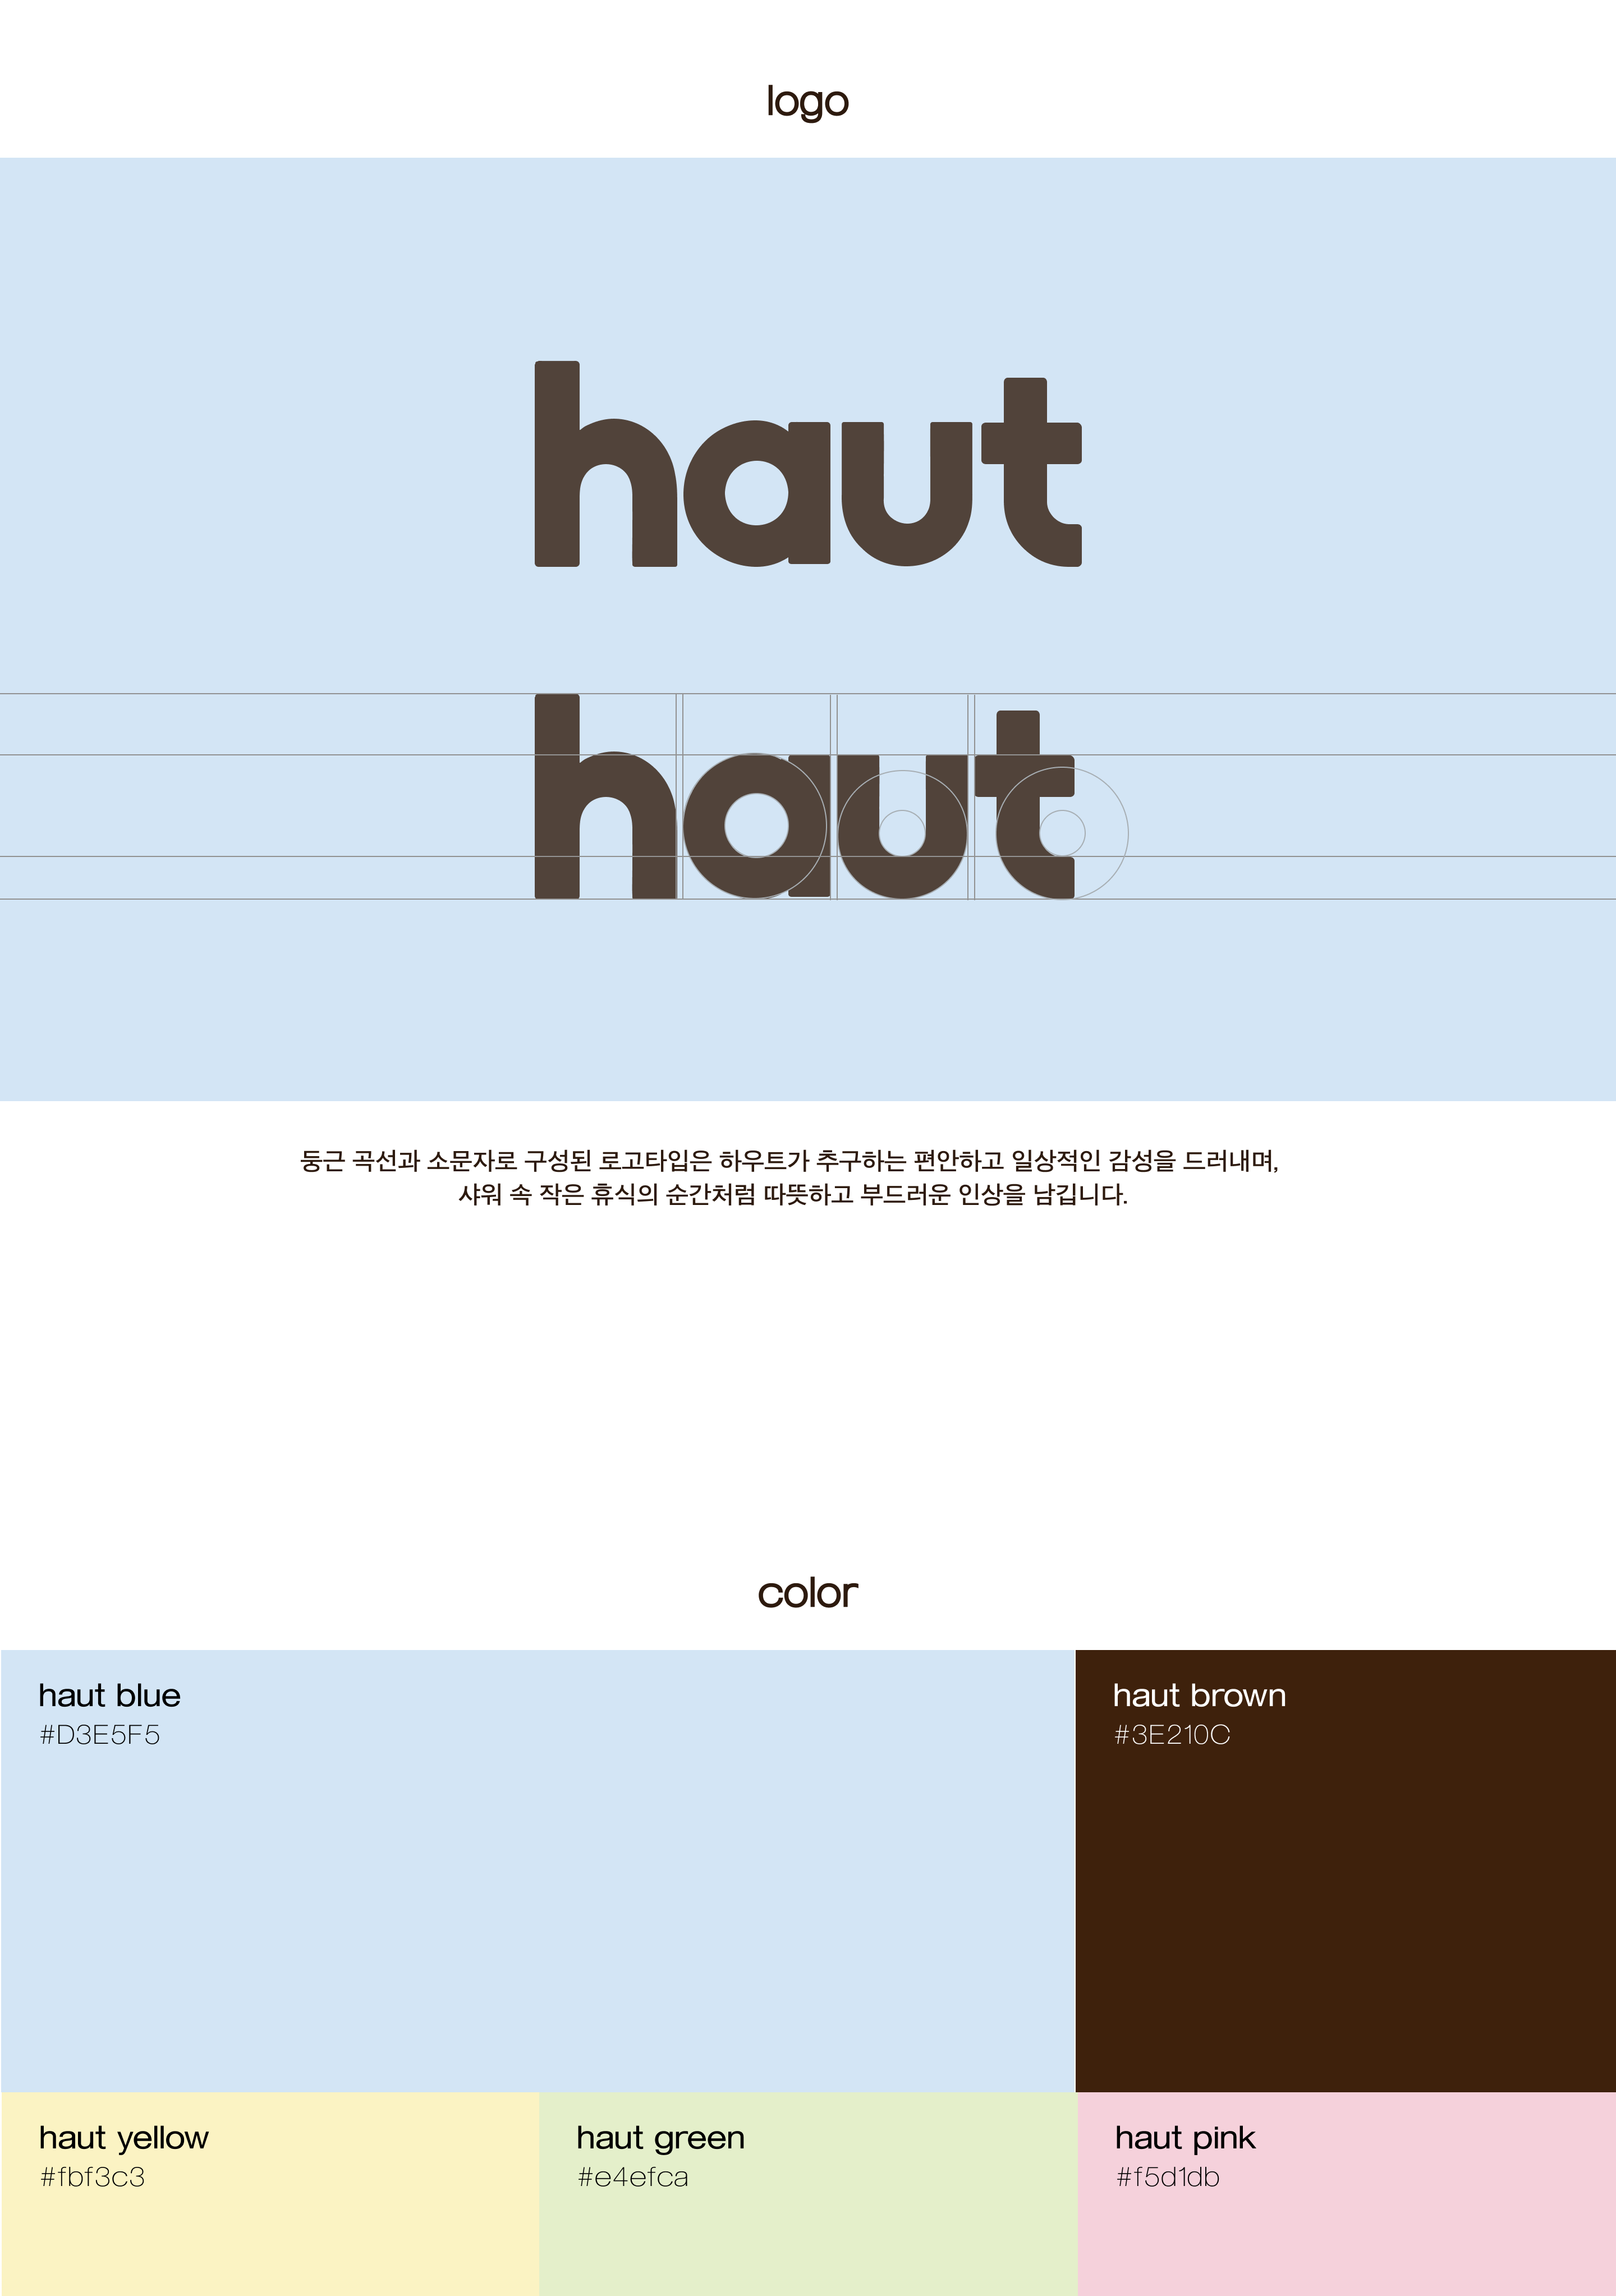 logo
haut
haut
둥근 곡선과 소문자로 구성된 로고타입은 하우트가 추구하는 편안하고 일상적인 감성을 드러내며,
샤워 속 작은 휴식의 순간처럼 따뜻하고 부드러운 인상을 남깁니다.
color
haut blue
#D3E5F5
haut brown
#3E210C
haut yellow
#fbf3c3
haut green
#e4efca
haut pink
#f5d1db